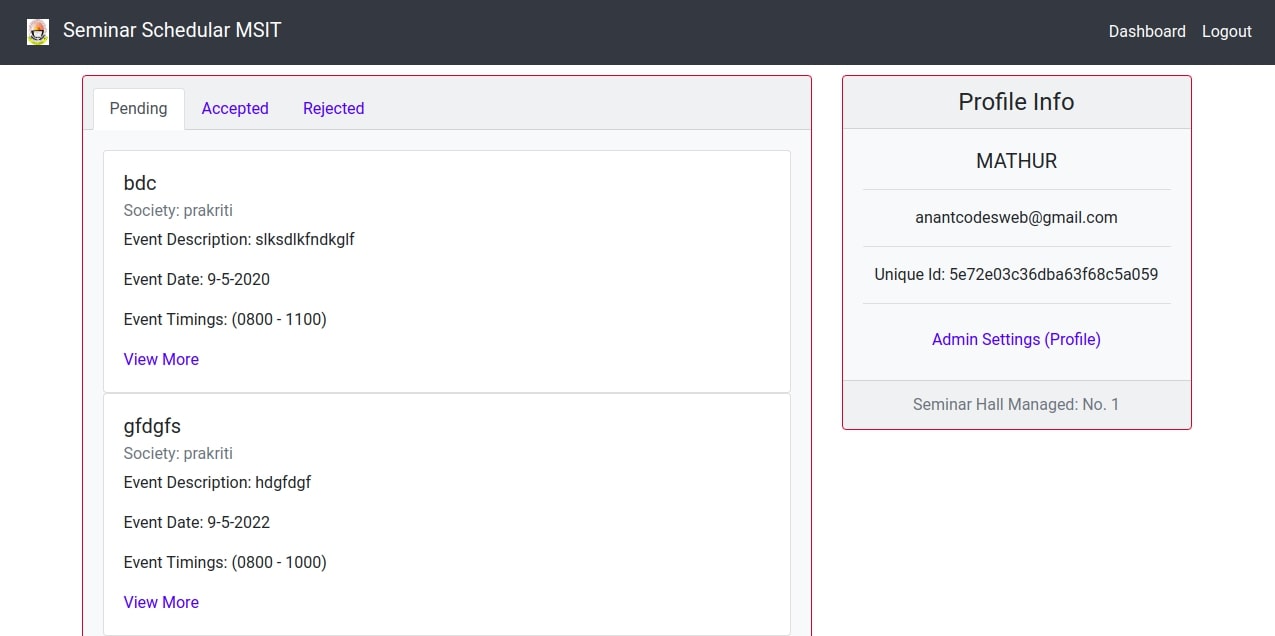 Seminar Schedular MSIT
Dashboard Logout
Pending Accepted Rejected
bdc
Society: prakriti
Event Description: slksdlkfndkglf
Event Date: 9-5-2020
Event Timings: (0800 - 1100)
View More
gfdgfs
Society: prakriti
Event Description: hdgfdgf
Event Date: 9-5-2022
Event Timings: (0800 - 1000)
View More
Profile Info
MATHUR
anantcodesweb@gmail.com
Unique Id: 5e72e03c36dba63f68c5a059
Admin Settings (Profile)
Seminar Hall Managed: No. 1